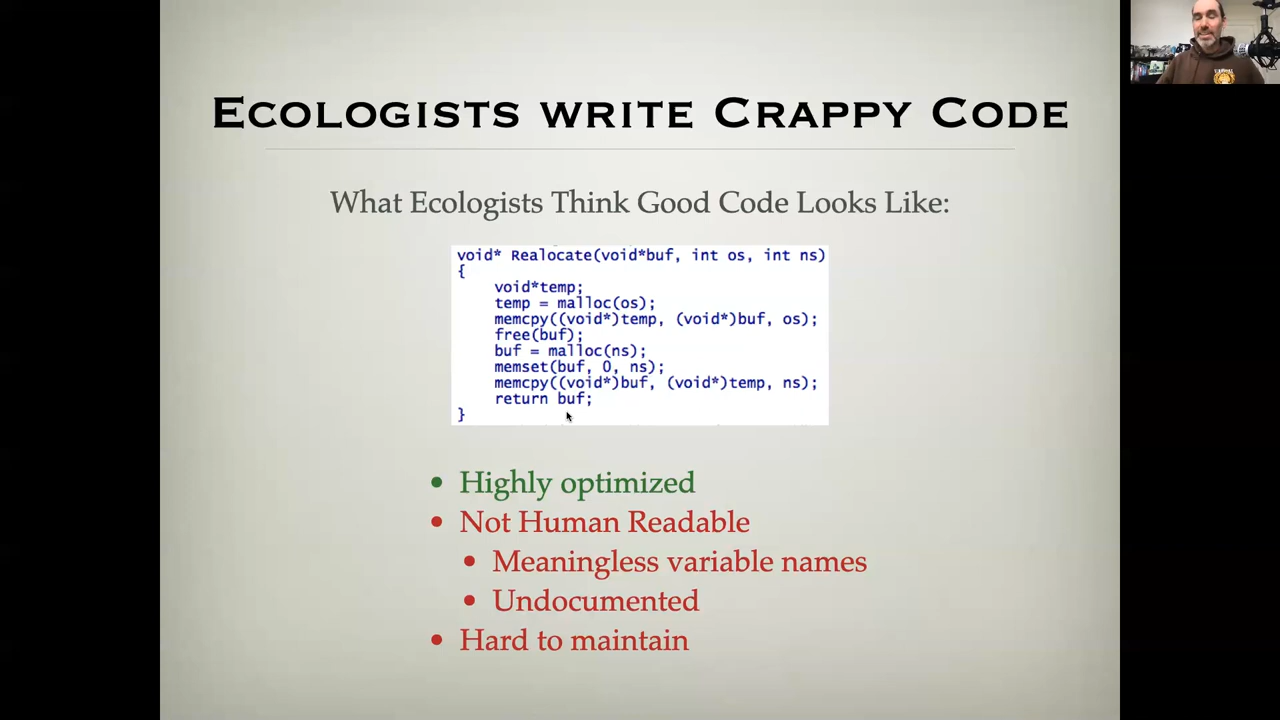 Ecologists write Crappy Code
What Ecologists Think Good Code Looks Like:
void* Realocate(void*buf, int os, int ns)
{
void*temp;
temp = malloc(os);
memcpy((void*)temp, (void*)buf, os);
free(buf);
buf = malloc(ns);
memset(buf, 0, ns);
memcpy((void*)buf, (void*)temp, ns);
return buf;
}
• Highly optimized
• Not Human Readable
• Meaningless variable names
• Undocumented
• Hard to maintain